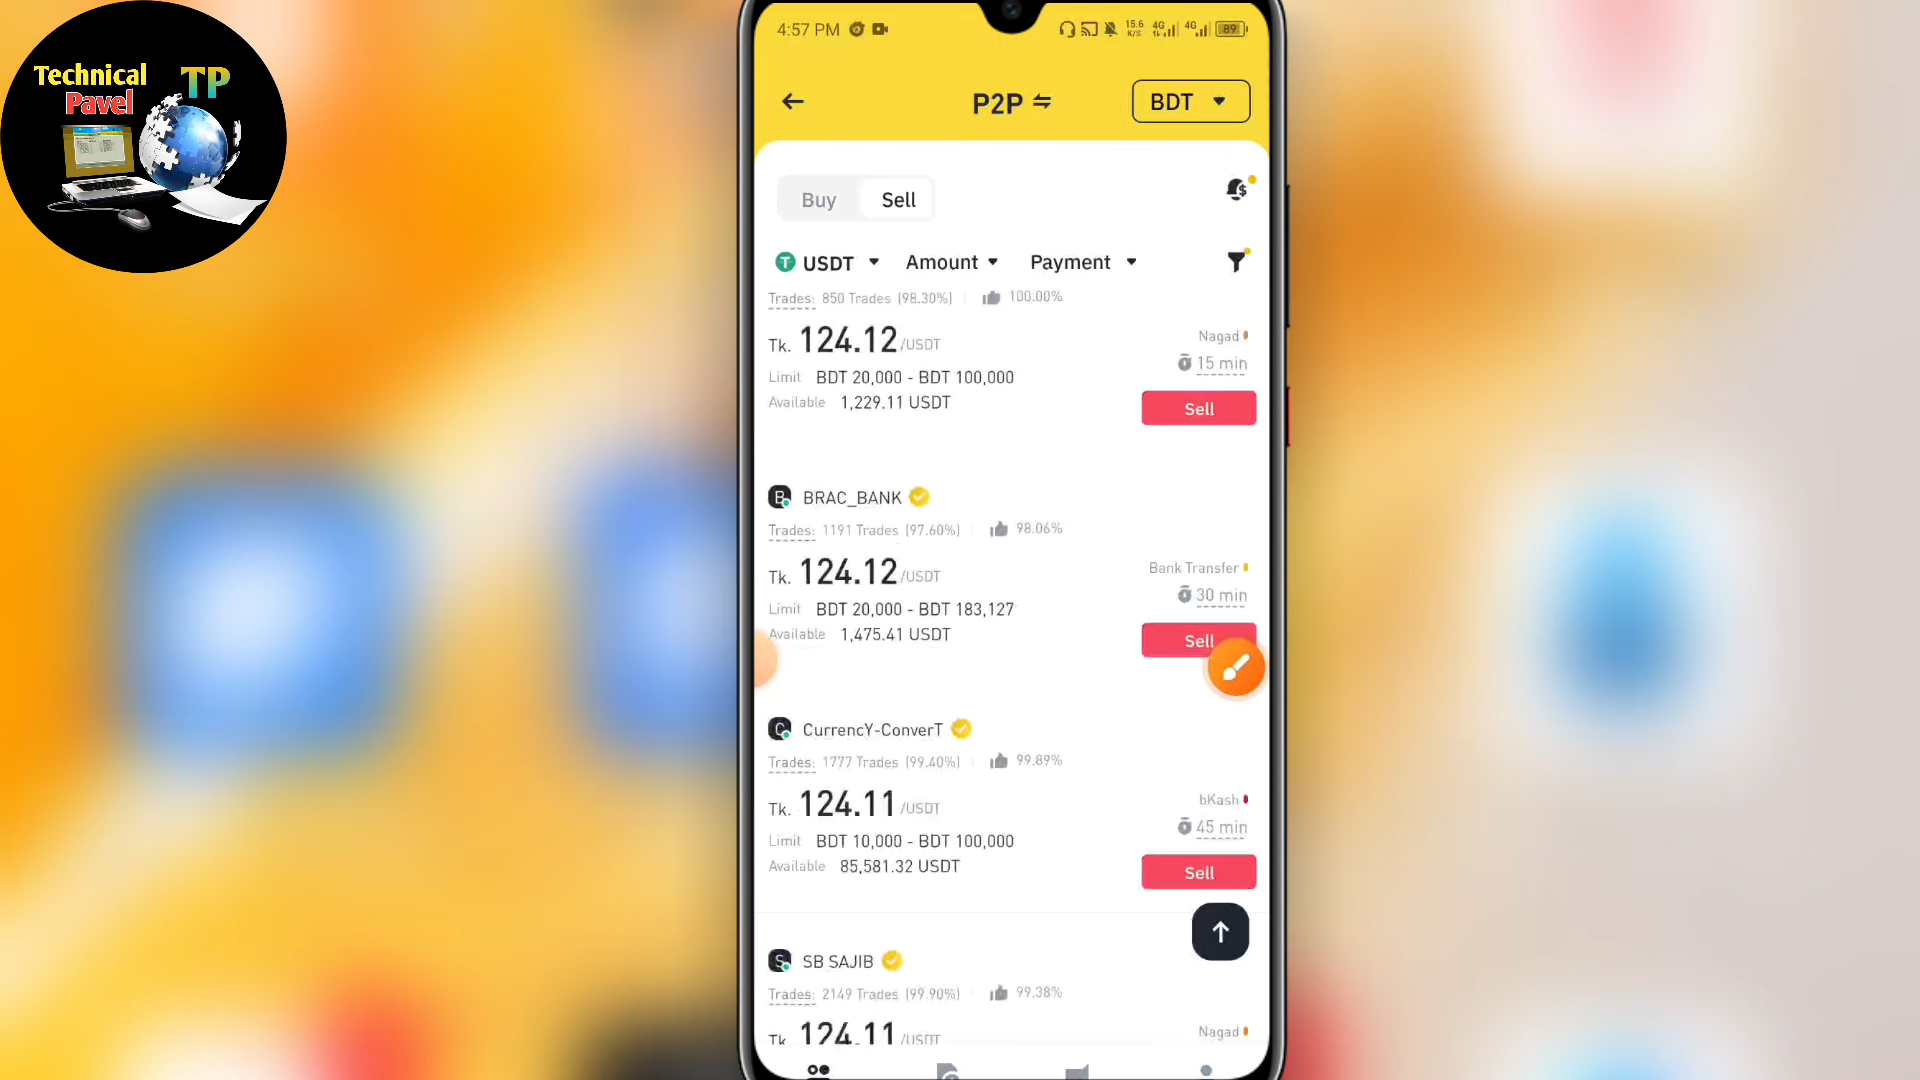 Technical TP
Pavel
4:57 PM 15.6 K/S 4G 4G 89
P2P BDT
Buy Sell
USDT Amount Payment
Trades: 850 Trades (98.30%) 100.00%
Tk. 124.12 /USDT Nagad
15 min
Limit BDT 20,000 - BDT 100,000
Available 1,229.11 USDT Sell
B BRAC_BANK
Trades: 1191 Trades (97.60%) 98.06%
Tk. 124.12 /USDT Bank Transfer
30 min
Limit BDT 20,000 - BDT 183,127
Available 1,475.41 USDT Sell
C CurrencY-ConverT
Trades: 1777 Trades (99.40%) 99.89%
Tk. 124.11 /USDT bKash
45 min
Limit BDT 10,000 - BDT 100,000
Available 85,581.32 USDT Sell
S SB SAJIB
Trades: 2149 Trades (99.90%) 99.38%
Tk 124.11 /USDT Nagad